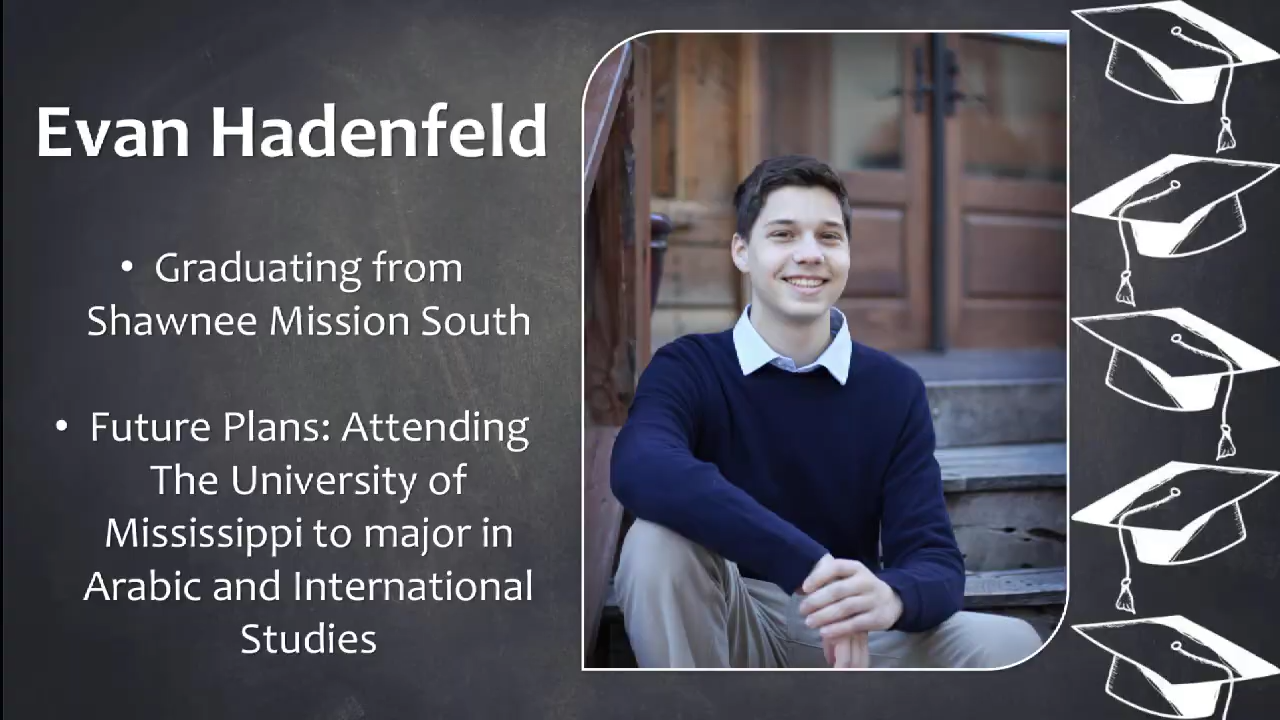 Evan Hadenfeld
• Graduating from
Shawnee Mission South
• Future Plans: Attending
The University of
Mississippi to major in
Arabic and International
Studies